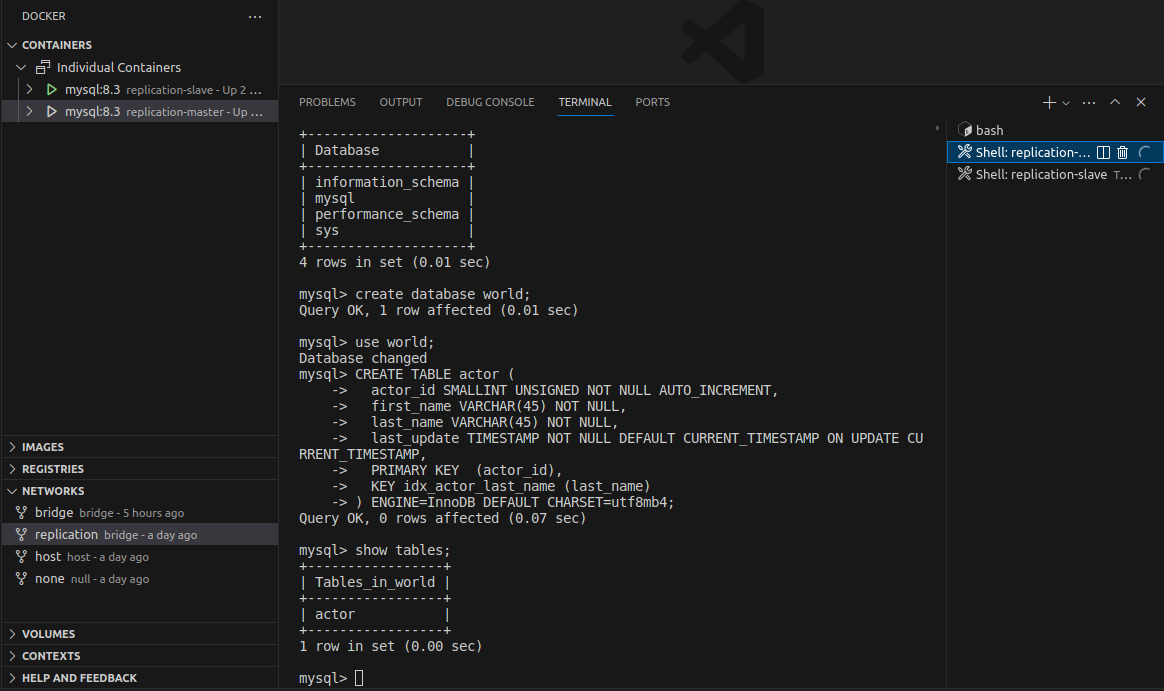 DOCKER ...
CONTAINERS
Individual Containers
mysql:8.3 replication-slave - Up 2 ...
mysql:8.3 replication-master - Up ...
IMAGES
REGISTRIES
NETWORKS
bridge bridge - 5 hours ago
replication bridge - a day ago
host host - a day ago
none null - a day ago
VOLUMES
CONTEXTS
HELP AND FEEDBACK
PROBLEMS OUTPUT DEBUG CONSOLE TERMINAL PORTS
+--------------------+
| Database           |
+--------------------+
| information_schema |
| mysql              |
| performance_schema |
| sys                |
+--------------------+
4 rows in set (0.01 sec)
mysql> create database world;
Query OK, 1 row affected (0.01 sec)
mysql> use world;
Database changed
mysql> CREATE TABLE actor (
    ->   actor_id SMALLINT UNSIGNED NOT NULL AUTO_INCREMENT,
    ->   first_name VARCHAR(45) NOT NULL,
    ->   last_name VARCHAR(45) NOT NULL,
    ->   last_update TIMESTAMP NOT NULL DEFAULT CURRENT_TIMESTAMP ON UPDATE CU
RRENT_TIMESTAMP,
    ->   PRIMARY KEY  (actor_id),
    ->   KEY idx_actor_last_name (last_name)
    -> ) ENGINE=InnoDB DEFAULT CHARSET=utf8mb4;
Query OK, 0 rows affected (0.07 sec)
mysql> show tables;
+-----------------+
| Tables_in_world |
+-----------------+
| actor           |
+-----------------+
1 row in set (0.00 sec)
mysql>
bash
Shell: replication-...
Shell: replication-slave T...